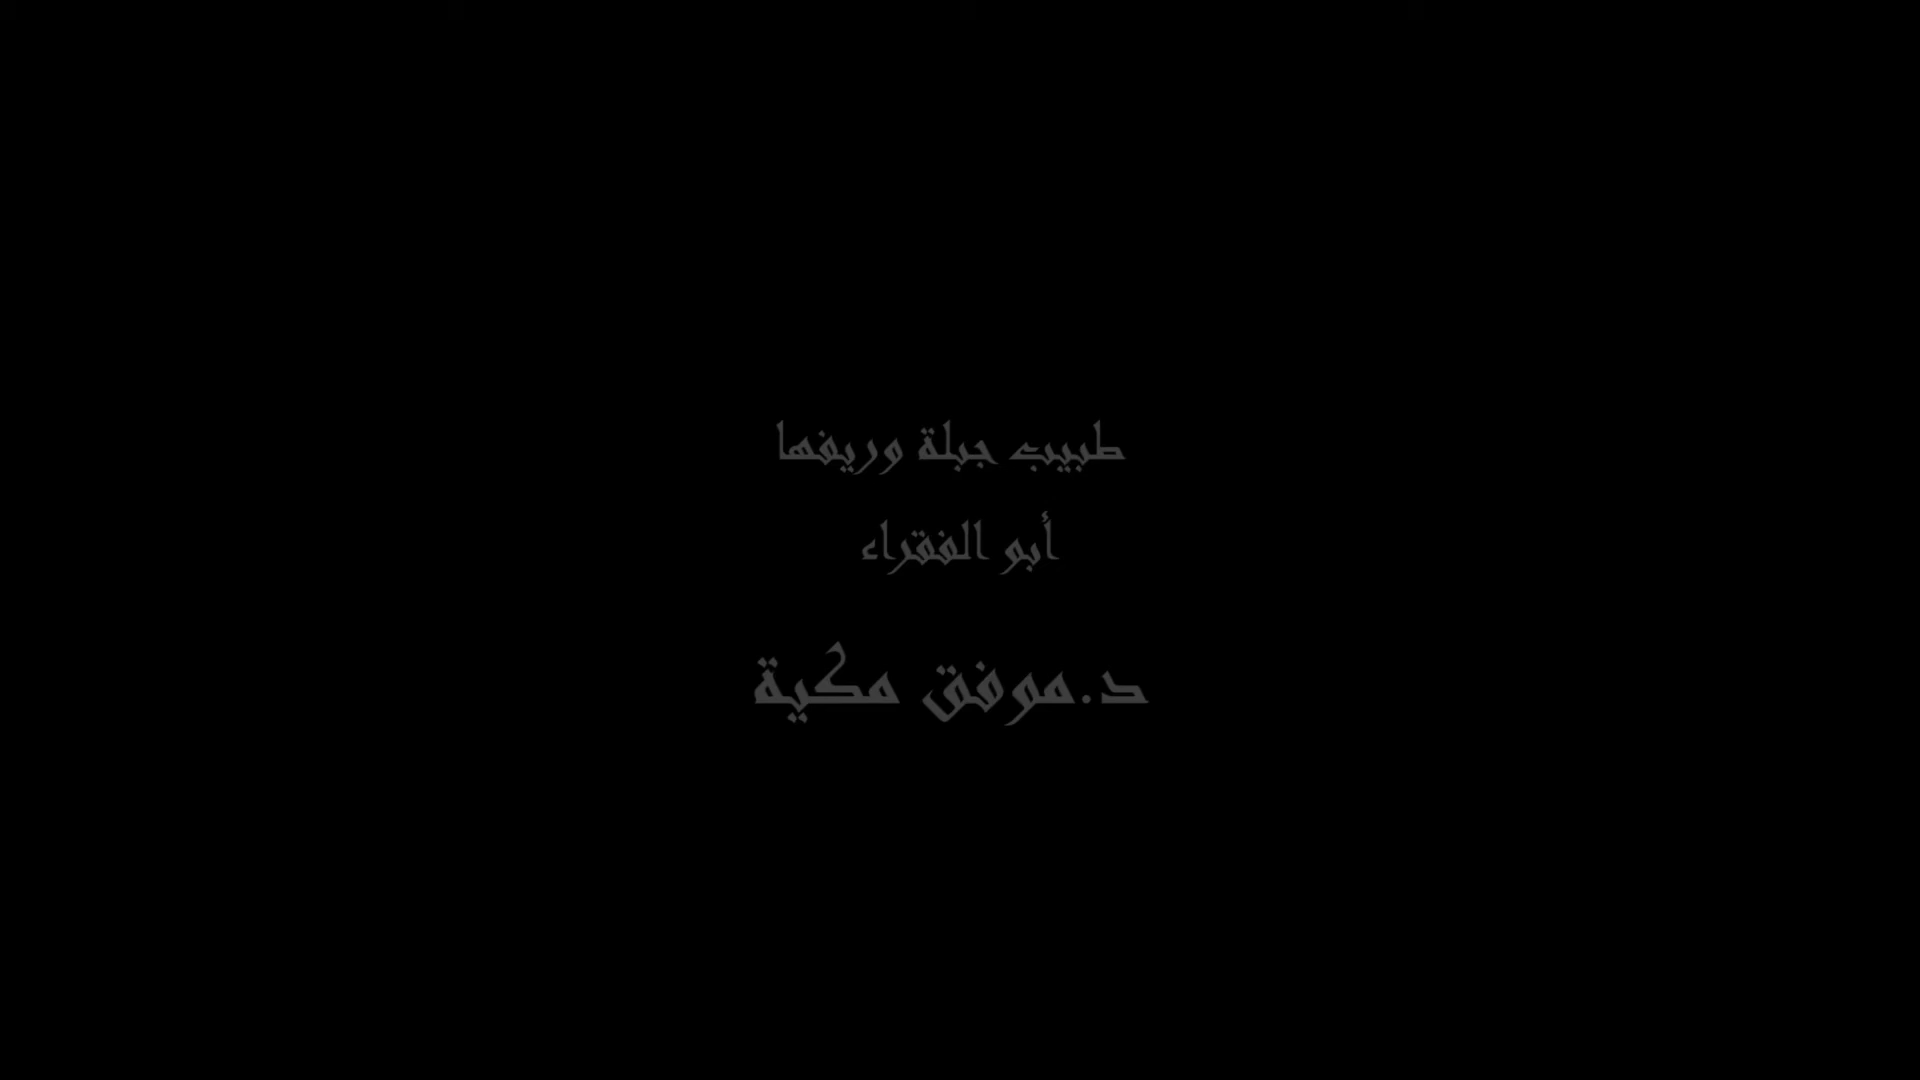 طبيب جبلة وريفها
أبو الفقراء
د.موفق مكية